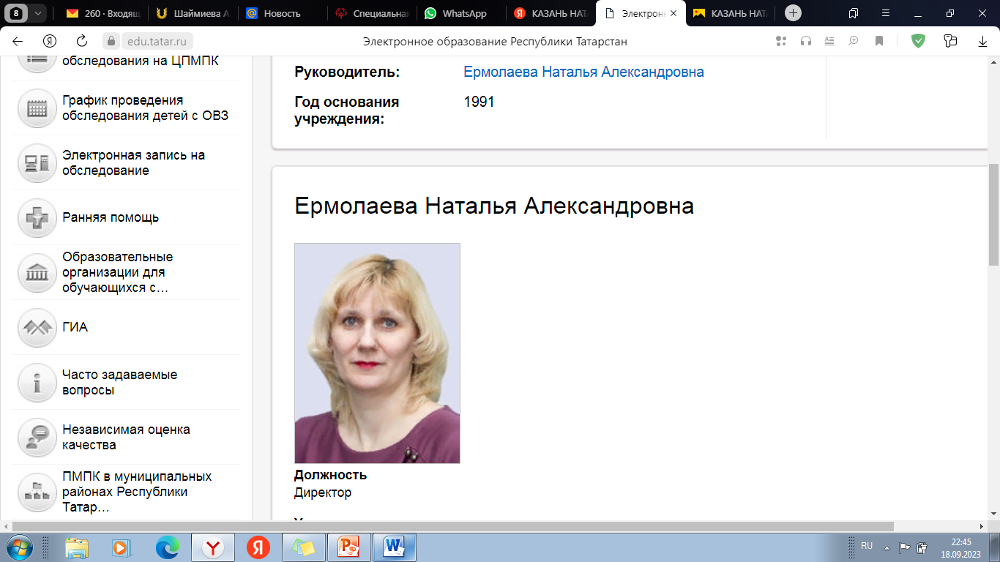 8
260 · Входящ
Шаймиева А.
Новость
Специальная
WhatsApp
КАЗАНЬ НАТ
Электронн
КАЗАНЬ НАТ
Я
edu.tatar.ru
Электронное образование Республики Татарстан
обследования на ЦПМПК
График проведения
обследования детей с ОВЗ
Электронная запись на
обследование
Ранняя помощь
Образовательные
организации для
обучающихся с…
ГИА
Часто задаваемые
вопросы
Независимая оценка
качества
ПМПК в муниципальных
районах Республики
Татар…
Руководитель:
Ермолаева Наталья Александровна
Год основания
учреждения:
1991
Ермолаева Наталья Александровна
Должность
Директор
RU
22:45
18.09.2023